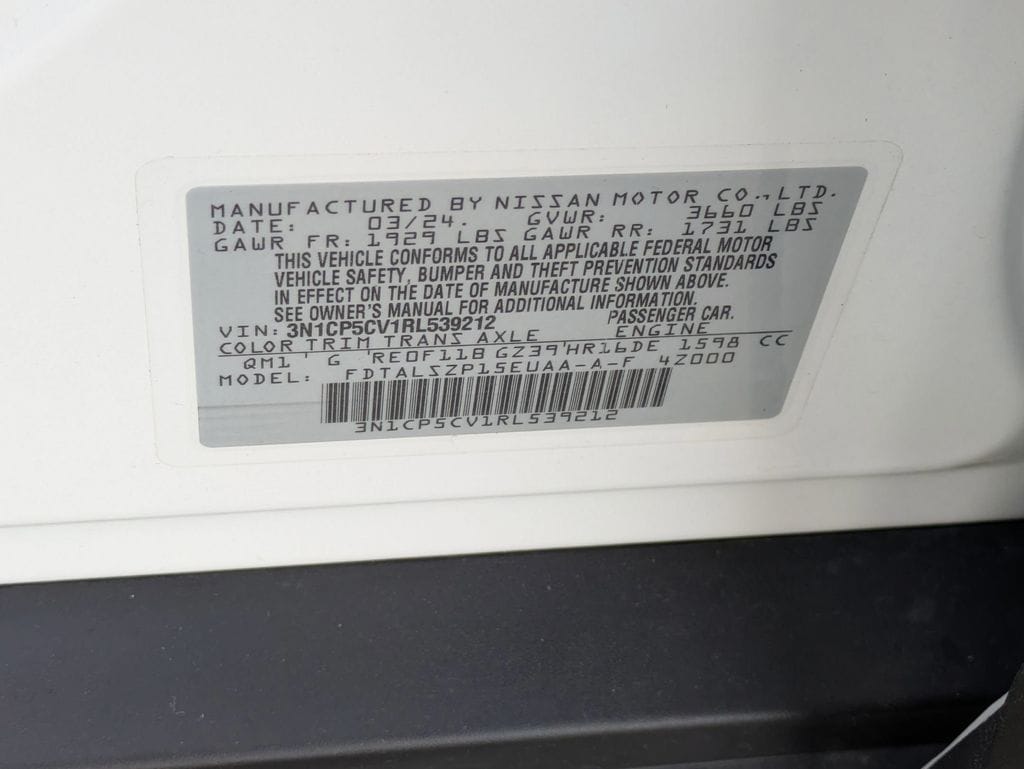 MANUFACTURED BY NISSAN MOTOR CO., LTD.
DATE: 03/24. GVWR: 3660 LBS
GAWR FR: 1929 LBS GAWR RR: 1731 LBS
THIS VEHICLE CONFORMS TO ALL APPLICABLE FEDERAL MOTOR
VEHICLE SAFETY, BUMPER AND THEFT PREVENTION STANDARDS
IN EFFECT ON THE DATE OF MANUFACTURE SHOWN ABOVE.
SEE OWNER'S MANUAL FOR ADDITIONAL INFORMATION.
VIN: 3N1CP5CV1RL539212 PASSENGER CAR.
COLOR TRIM TRANS AXLE ENGINE
QM1 G RE0F11B GZ39 HR16DE 1598 CC
MODEL: FDTALSZP15EUAA-A-F 4Z000
3N1CP5CV1RL539212